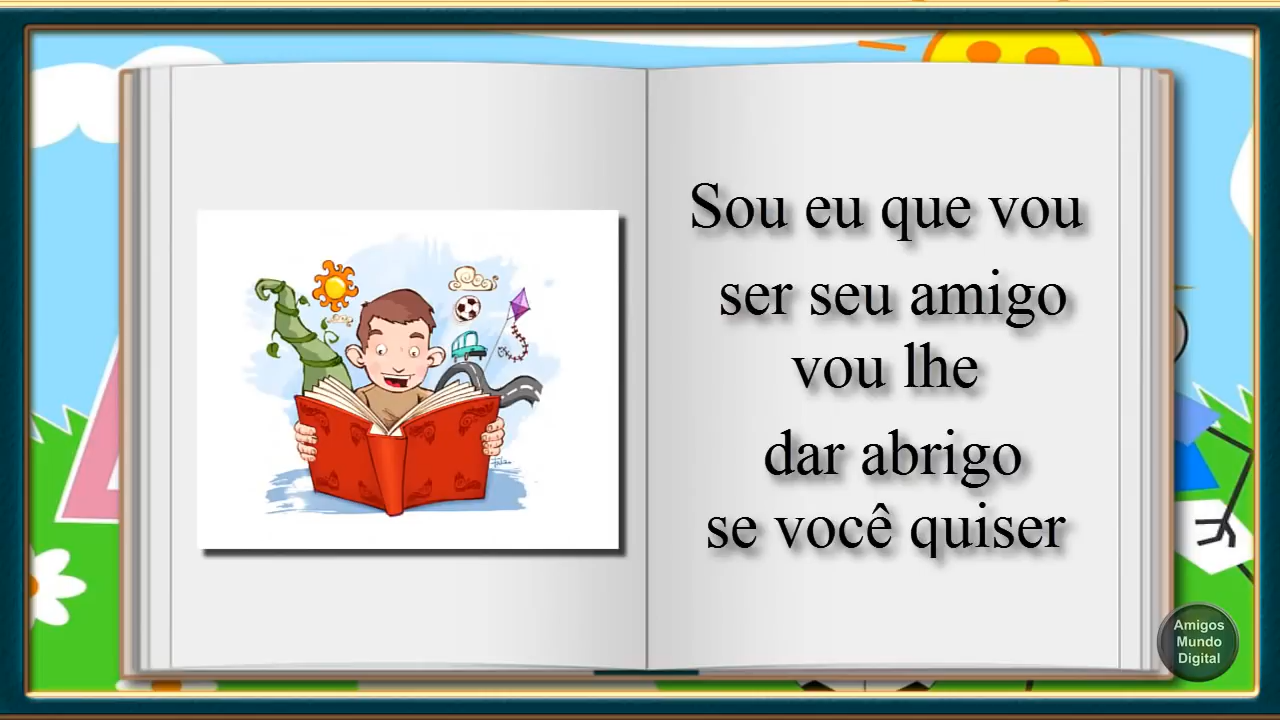 Sou eu que vou
ser seu amigo
vou lhe
dar abrigo
se você quiser
Amigos
Mundo
Digital